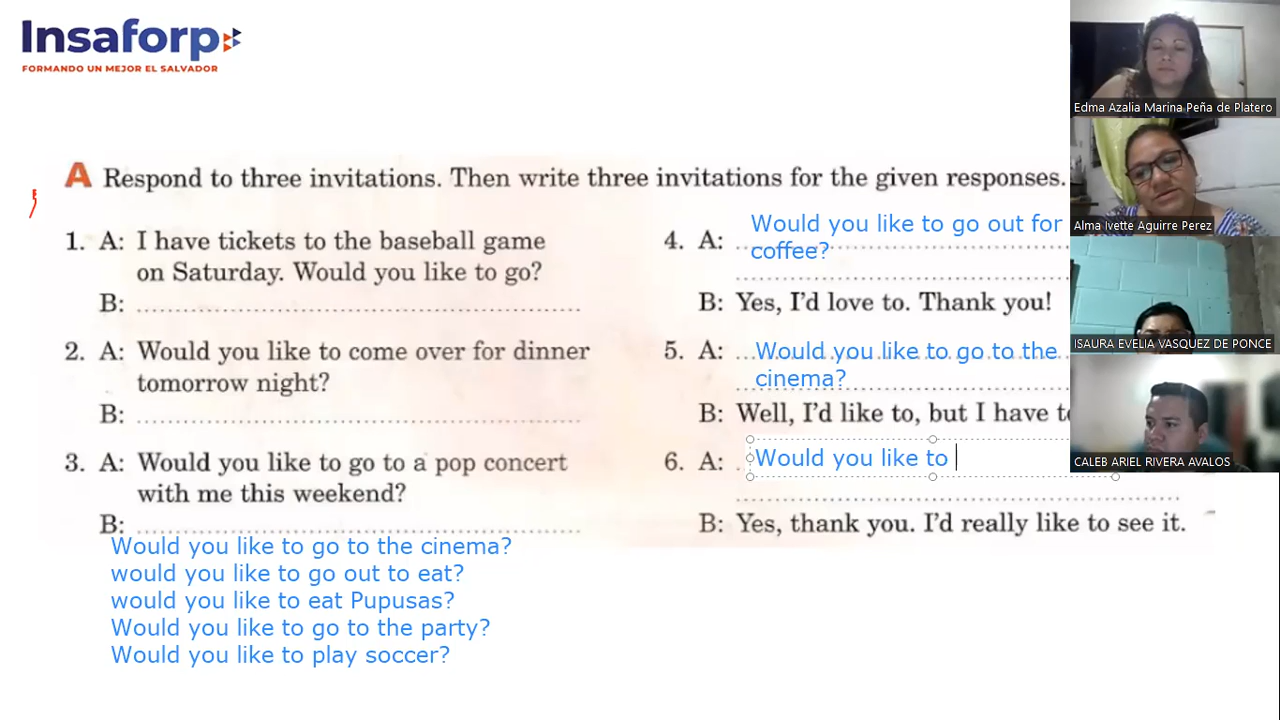 Insaforp
FORMANDO UN MEJOR EL SALVADOR
A Respond to three invitations. Then write three invitations for the given responses.
1. A: I have tickets to the baseball game
on Saturday. Would you like to go?
B:
2. A: Would you like to come over for dinner
tomorrow night?
B:
3. A: Would you like to go to a pop concert
with me this weekend?
B:
Would you like to go to the cinema?
would you like to go out to eat?
would you like to eat Pupusas?
Would you like to go to the party?
Would you like to play soccer?
4. A: Would you like to go out for
coffee?
B: Yes, I'd love to. Thank you!
5. A: Would you like to go to the
cinema?
B: Well, I'd like to, but I have
6. A: Would you like to
B: Yes, thank you. I'd really like to see it.
Edma Azalia Marina Peña de Platero
Alma Ivette Aguirre Perez
ISAURA EVELIA VASQUEZ DE PONCE
CALEB ARIEL RIVERA AVALOS